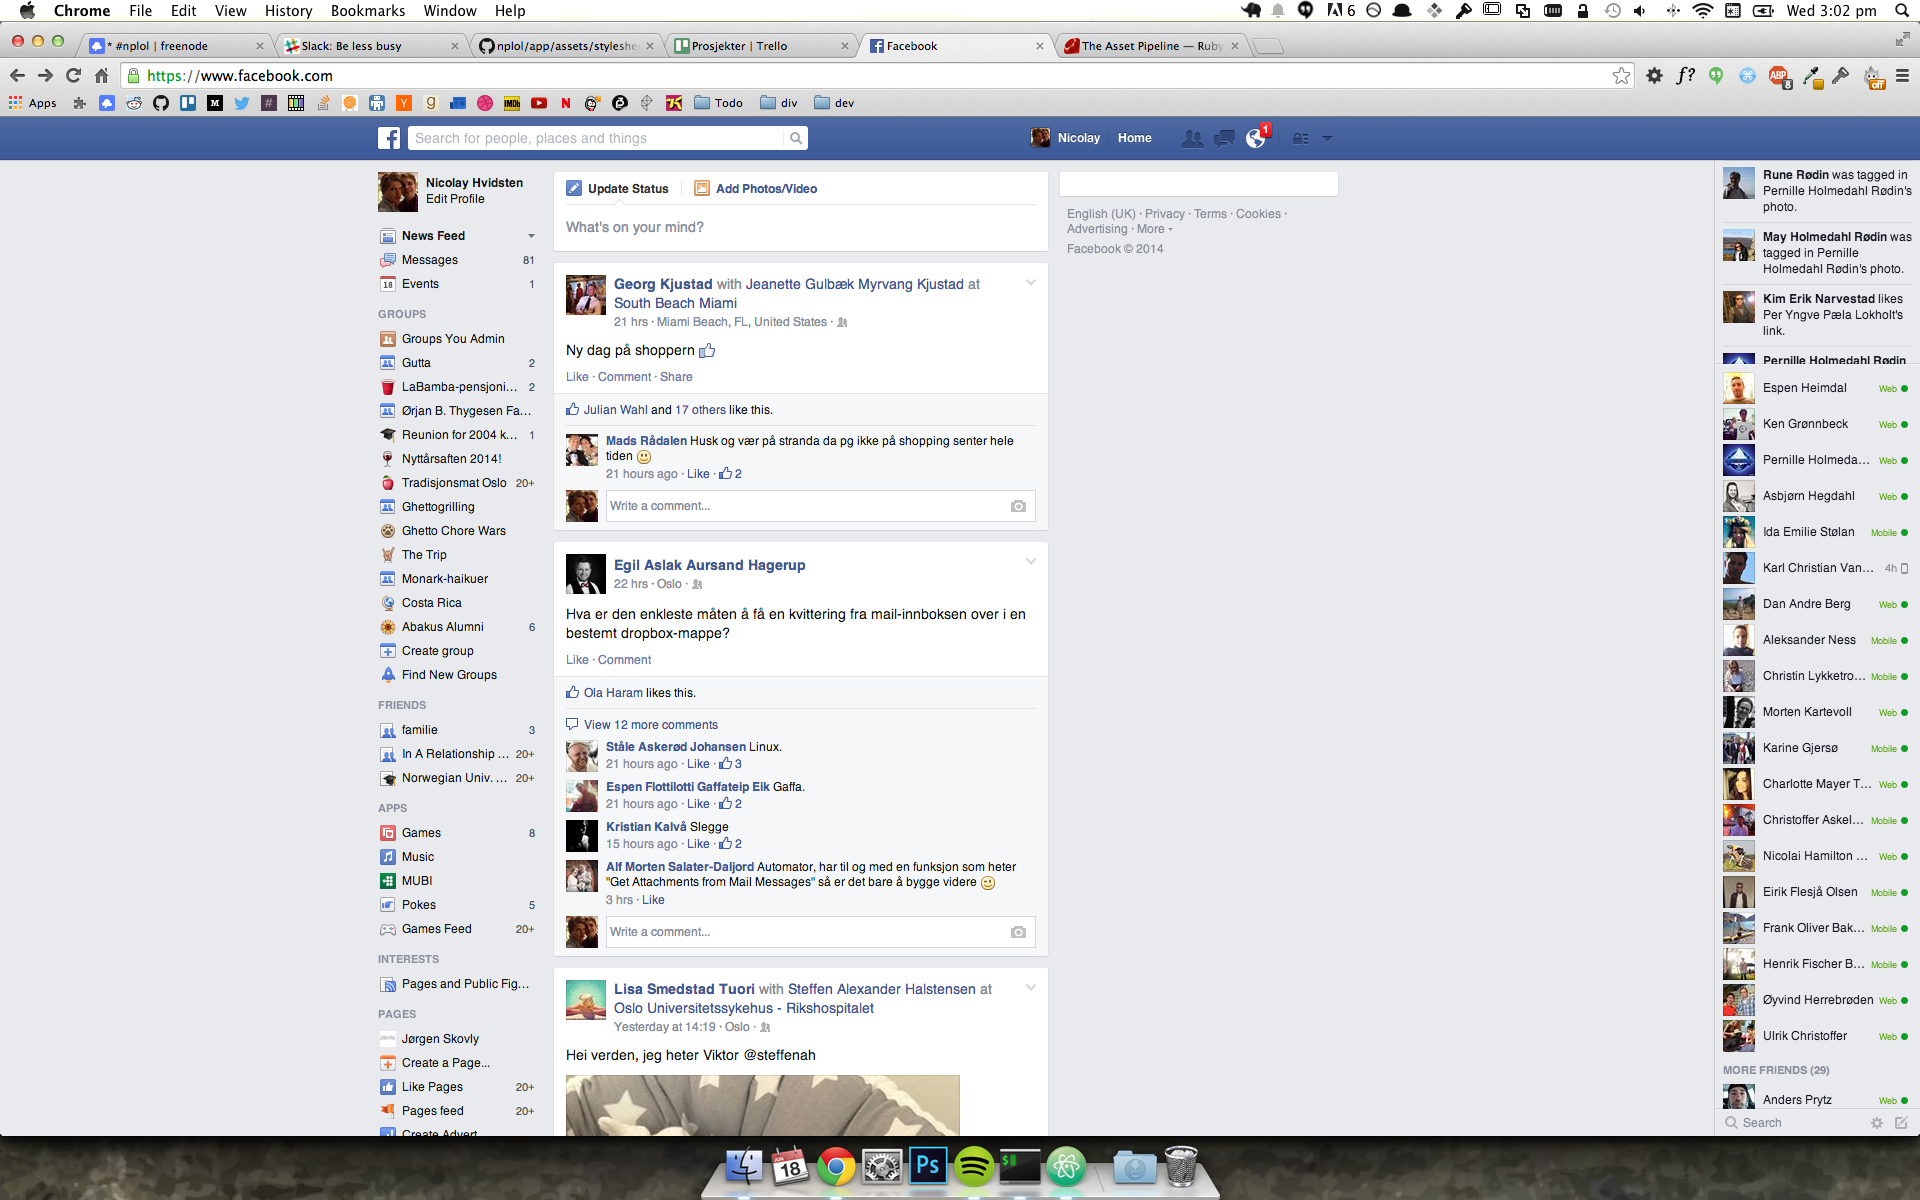 Chrome File Edit View History Bookmarks Window Help
6
Wed 3:02 pm
* #nplol | freenode
Slack: Be less busy
nplol/app/assets/styleshe
Prosjekter | Trello
Facebook
The Asset Pipeline — Ruby
https://www.facebook.com
f?
ABP
8
off
Apps
Todo
div
dev
Search for people, places and things
Nicolay
Home
1
Nicolay Hvidsten
Edit Profile
News Feed
Messages 81
Events 1
GROUPS
Groups You Admin
Gutta 2
LaBamba-pensjoni... 2
Ørjan B. Thygesen Fa...
Reunion for 2004 k... 1
Nyttårsaften 2014!
Tradisjonsmat Oslo 20+
Ghettogrilling
Ghetto Chore Wars
The Trip
Monark-haikuer
Costa Rica
Abakus Alumni 6
Create group
Find New Groups
FRIENDS
familie 3
In A Relationship ... 20+
Norwegian Univ. ... 20+
APPS
Games 8
Music
MUBI
Pokes 5
Games Feed 20+
INTERESTS
Pages and Public Fig...
PAGES
Jørgen Skovly
Create a Page...
Like Pages 20+
Pages feed 20+
Create Advert
Update Status
Add Photos/Video
What's on your mind?
Georg Kjustad with Jeanette Gulbæk Myrvang Kjustad at
South Beach Miami
21 hrs · Miami Beach, FL, United States ·
Ny dag på shoppern
Like · Comment · Share
Julian Wahl and 17 others like this.
Mads Rådalen Husk og vær på stranda da pg ikke på shopping senter hele
tiden
21 hours ago · Like · 2
Write a comment...
Egil Aslak Aursand Hagerup
22 hrs · Oslo ·
Hva er den enkleste måten å få en kvittering fra mail-innboksen over i en
bestemt dropbox-mappe?
Like · Comment
Ola Haram likes this.
View 12 more comments
Ståle Askerød Johansen Linux.
21 hours ago · Like · 3
Espen Flottilotti Gaffateip Eik Gaffa.
21 hours ago · Like · 2
Kristian Kalvå Slegge
15 hours ago · Like · 2
Alf Morten Salater-Daljord Automator, har til og med en funksjon som heter
"Get Attachments from Mail Messages" så er det bare å bygge videre
3 hrs · Like
Write a comment...
Lisa Smedstad Tuori with Steffen Alexander Halstensen at
Oslo Universitetssykehus - Rikshospitalet
Yesterday at 14:19 · Oslo ·
Hei verden, jeg heter Viktor @steffenah
English (UK) · Privacy · Terms · Cookies ·
Advertising · More
Facebook © 2014
Rune Rødin was tagged in
Pernille Holmedahl Rødin's
photo.
May Holmedahl Rødin was
tagged in Pernille
Holmedahl Rødin's photo.
Kim Erik Narvestad likes
Per Yngve Pæla Lokholt's
link.
Pernille Holmedahl Rødin
Espen Heimdal Web
Ken Grønnbeck Web
Pernille Holmeda... Web
Asbjørn Hegdahl Web
Ida Emilie Stølan Mobile
Karl Christian Van... 4h
Dan Andre Berg Web
Aleksander Ness Mobile
Christin Lykketro... Mobile
Morten Kartevoll Web
Karine Gjersø Mobile
Charlotte Mayer T... Web
Christoffer Askel... Mobile
Nicolai Hamilton ... Web
Eirik Flesjå Olsen Mobile
Frank Oliver Bak... Mobile
Henrik Fischer B... Mobile
Øyvind Herrebrøden Web
Ulrik Christoffer Web
MORE FRIENDS (29)
Anders Prytz Web
Search
JUN
18
Ps
$